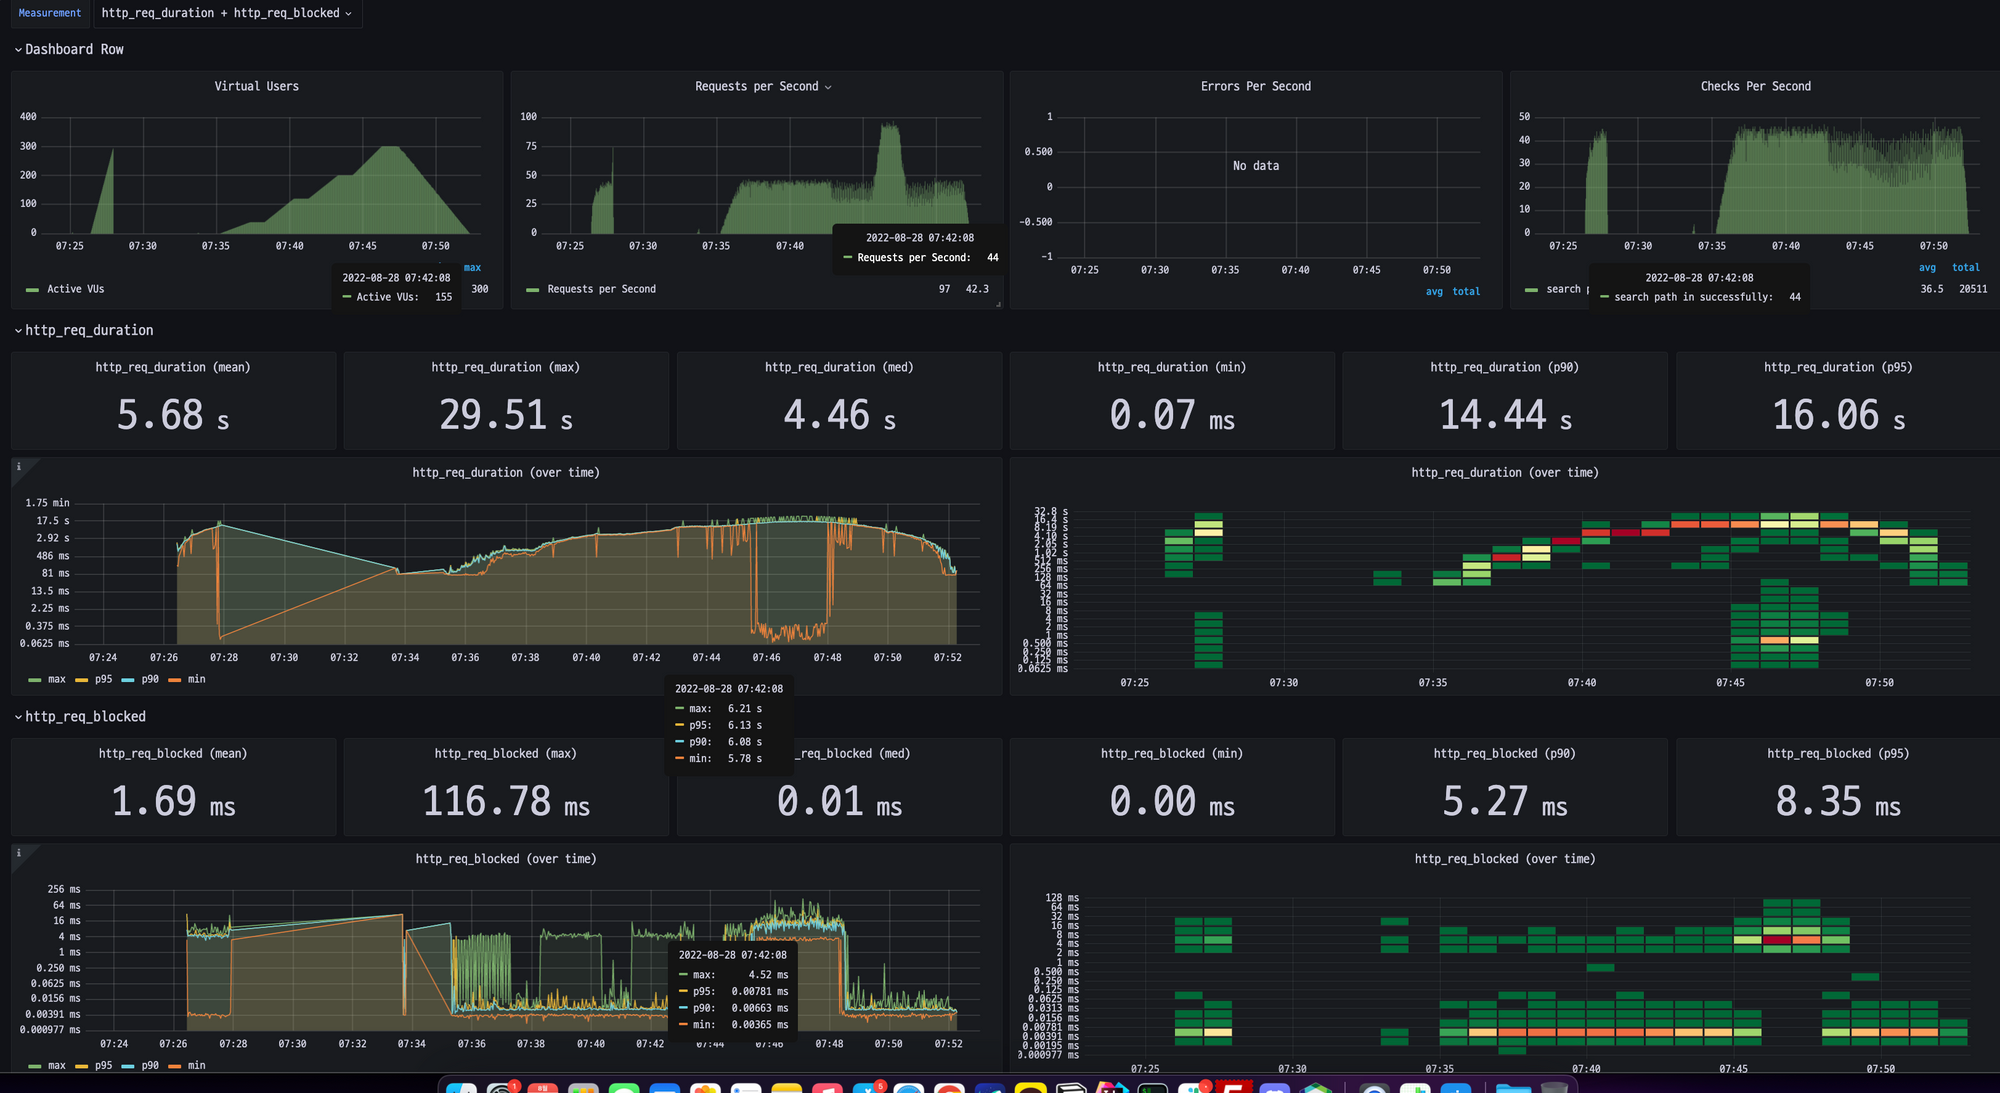 Measurement http_req_duration + http_req_blocked
Dashboard Row
Virtual Users
400
300
200
100
0
07:25 07:30 07:35 07:40 07:45 07:50
max
Active VUs 300
2022-08-28 07:42:08
Active VUs: 155
Requests per Second
100
75
50
25
0
07:25 07:30 07:35 07:40
2022-08-28 07:42:08
Requests per Second: 44
Requests per Second 97 42.3
Errors Per Second
1
0.500
0
-0.500
-1
No data
07:25 07:30 07:35 07:40 07:45 07:50
avg total
Checks Per Second
50
40
30
20
10
0
07:25 07:30 07:35 07:40 07:45 07:50
avg total
search 36.5 20511
2022-08-28 07:42:08
search path in successfully: 44
http_req_duration
http_req_duration (mean)
5.68 s
http_req_duration (max)
29.51 s
http_req_duration (med)
4.46 s
http_req_duration (min)
0.07 ms
http_req_duration (p90)
14.44 s
http_req_duration (p95)
16.06 s
http_req_duration (over time)
1.75 min
17.5 s
2.92 s
486 ms
81 ms
13.5 ms
2.25 ms
0.375 ms
0.0625 ms
07:24 07:26 07:28 07:30 07:32 07:34 07:36 07:38 07:40 07:42 07:44 07:46 07:48 07:50 07:52
max p95 p90 min
2022-08-28 07:42:08
max: 6.21 s
p95: 6.13 s
p90: 6.08 s
min: 5.78 s
http_req_duration (over time)
32.8 s
16.4 s
8.19 s
4.10 s
2.05 s
1.02 s
512 ms
256 ms
128 ms
64 ms
32 ms
16 ms
8 ms
4 ms
2 ms
1 ms
0.500 ms
0.250 ms
0.125 ms
0.0625 ms
07:25 07:30 07:35 07:40 07:45 07:50
http_req_blocked
http_req_blocked (mean)
1.69 ms
http_req_blocked (max)
116.78 ms
_req_blocked (med)
0.01 ms
http_req_blocked (min)
0.00 ms
http_req_blocked (p90)
5.27 ms
http_req_blocked (p95)
8.35 ms
http_req_blocked (over time)
256 ms
64 ms
16 ms
4 ms
1 ms
0.250 ms
0.0625 ms
0.0156 ms
0.00391 ms
0.000977 ms
07:24 07:26 07:28 07:30 07:32 07:34 07:36 07:38 07:40 07:42 07:44 07:46 07:48 07:50 07:52
max p95 p90 min
2022-08-28 07:42:08
max: 4.52 ms
p95: 0.00781 ms
p90: 0.00663 ms
min: 0.00365 ms
http_req_blocked (over time)
128 ms
64 ms
32 ms
16 ms
8 ms
4 ms
2 ms
1 ms
0.500 ms
0.250 ms
0.125 ms
0.0625 ms
0.0313 ms
0.0156 ms
0.00781 ms
0.00391 ms
0.00195 ms
0.000977 ms
07:25 07:30 07:35 07:40 07:45 07:50
1
5